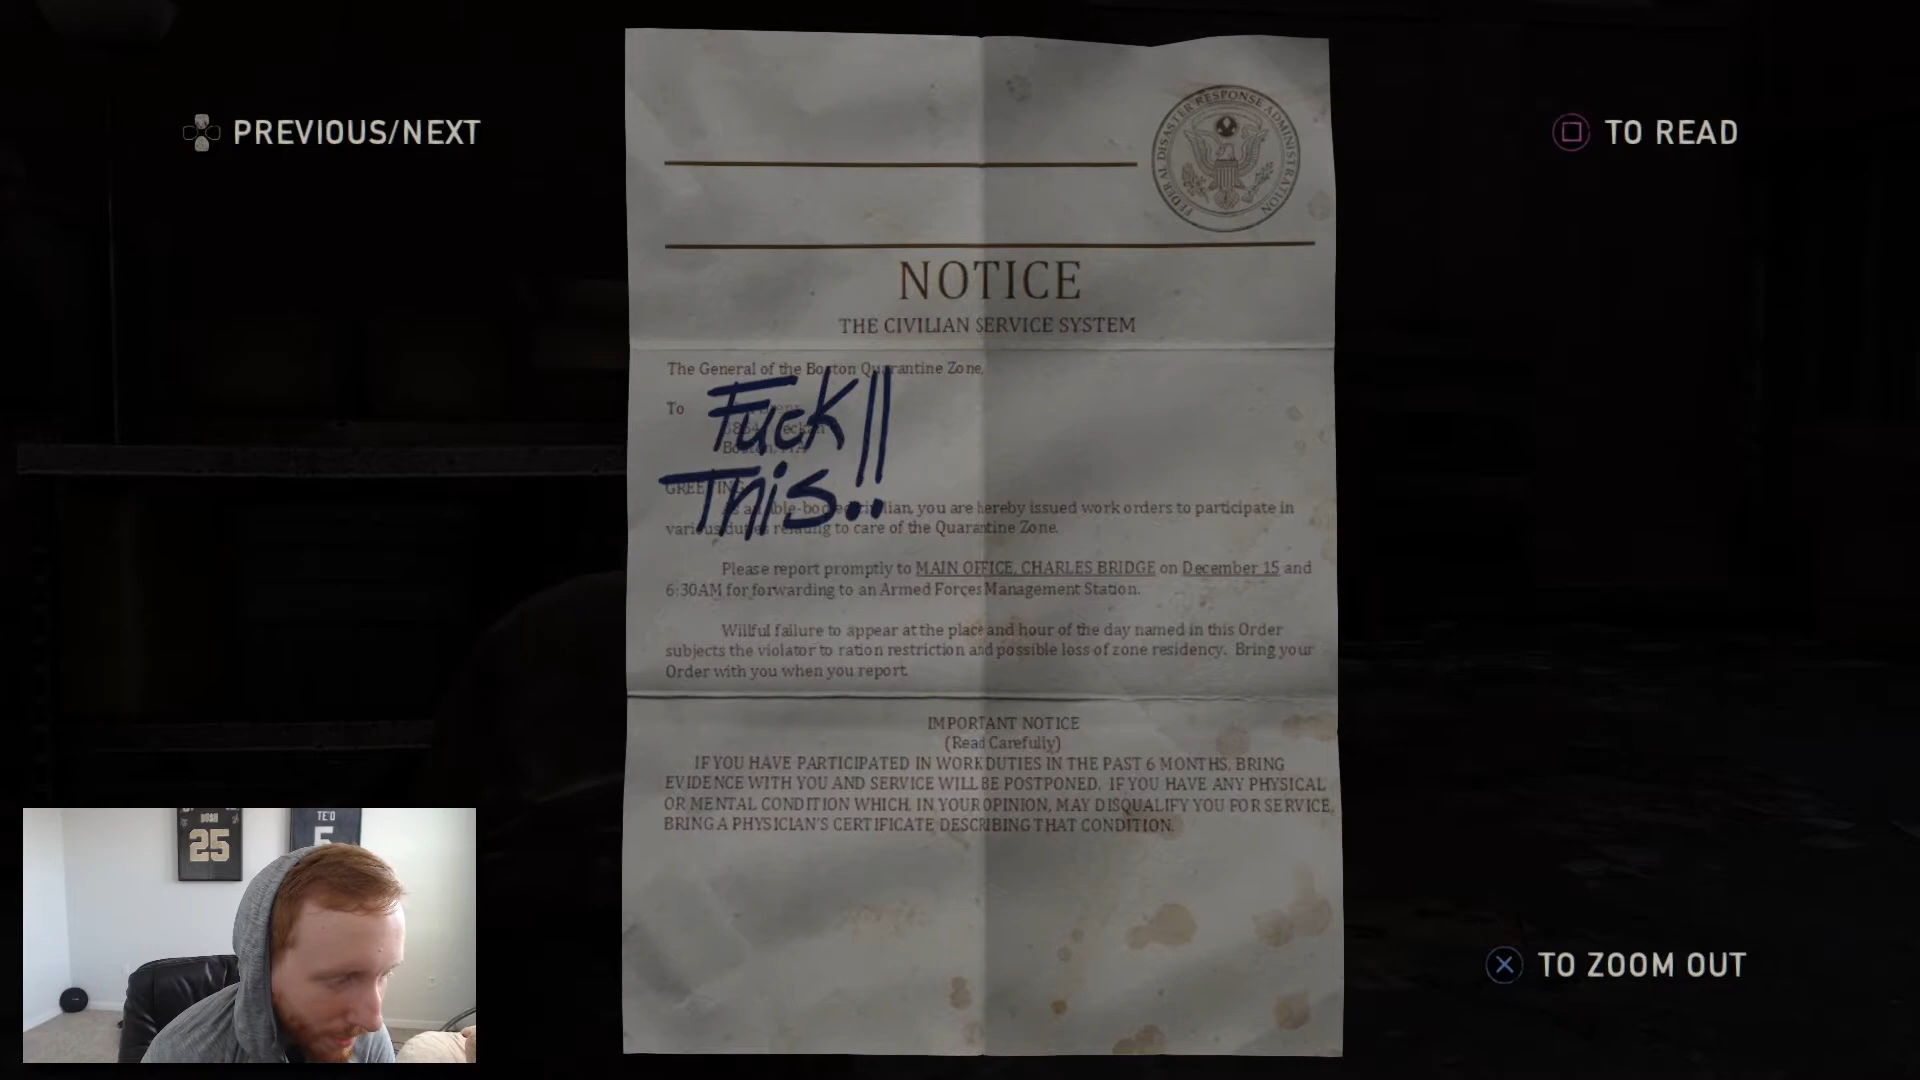 PREVIOUS/NEXT
TO READ
FEDERAL DISASTER RESPONSE ADMINISTRATION
NOTICE
THE CIVILIAN SERVICE SYSTEM
The General of the Boston Quarantine Zone,
To
Fuck!!
This!!
Boston,
GREETING
able-bodied civilian, you are hereby issued work orders to participate in
various duties relating to care of the Quarantine Zone.
Please report promptly to MAIN OFFICE, CHARLES BRIDGE on December 15 and
6:30AM for forwarding to an Armed Forces Management Station.
Willful failure to appear at the place and hour of the day named in this Order
subjects the violator to ration restriction and possible loss of zone residency. Bring your
Order with you when you report.
IMPORTANT NOTICE
(Read Carefully)
IF YOU HAVE PARTICIPATED IN WORK DUTIES IN THE PAST 6 MONTHS, BRING
EVIDENCE WITH YOU AND SERVICE WILL BE POSTPONED. IF YOU HAVE ANY PHYSICAL
OR MENTAL CONDITION WHICH, IN YOUR OPINION, MAY DISQUALIFY YOU FOR SERVICE,
BRING A PHYSICIAN'S CERTIFICATE DESCRIBING THAT CONDITION.
TO ZOOM OUT
BUSH
25
TE'O
5